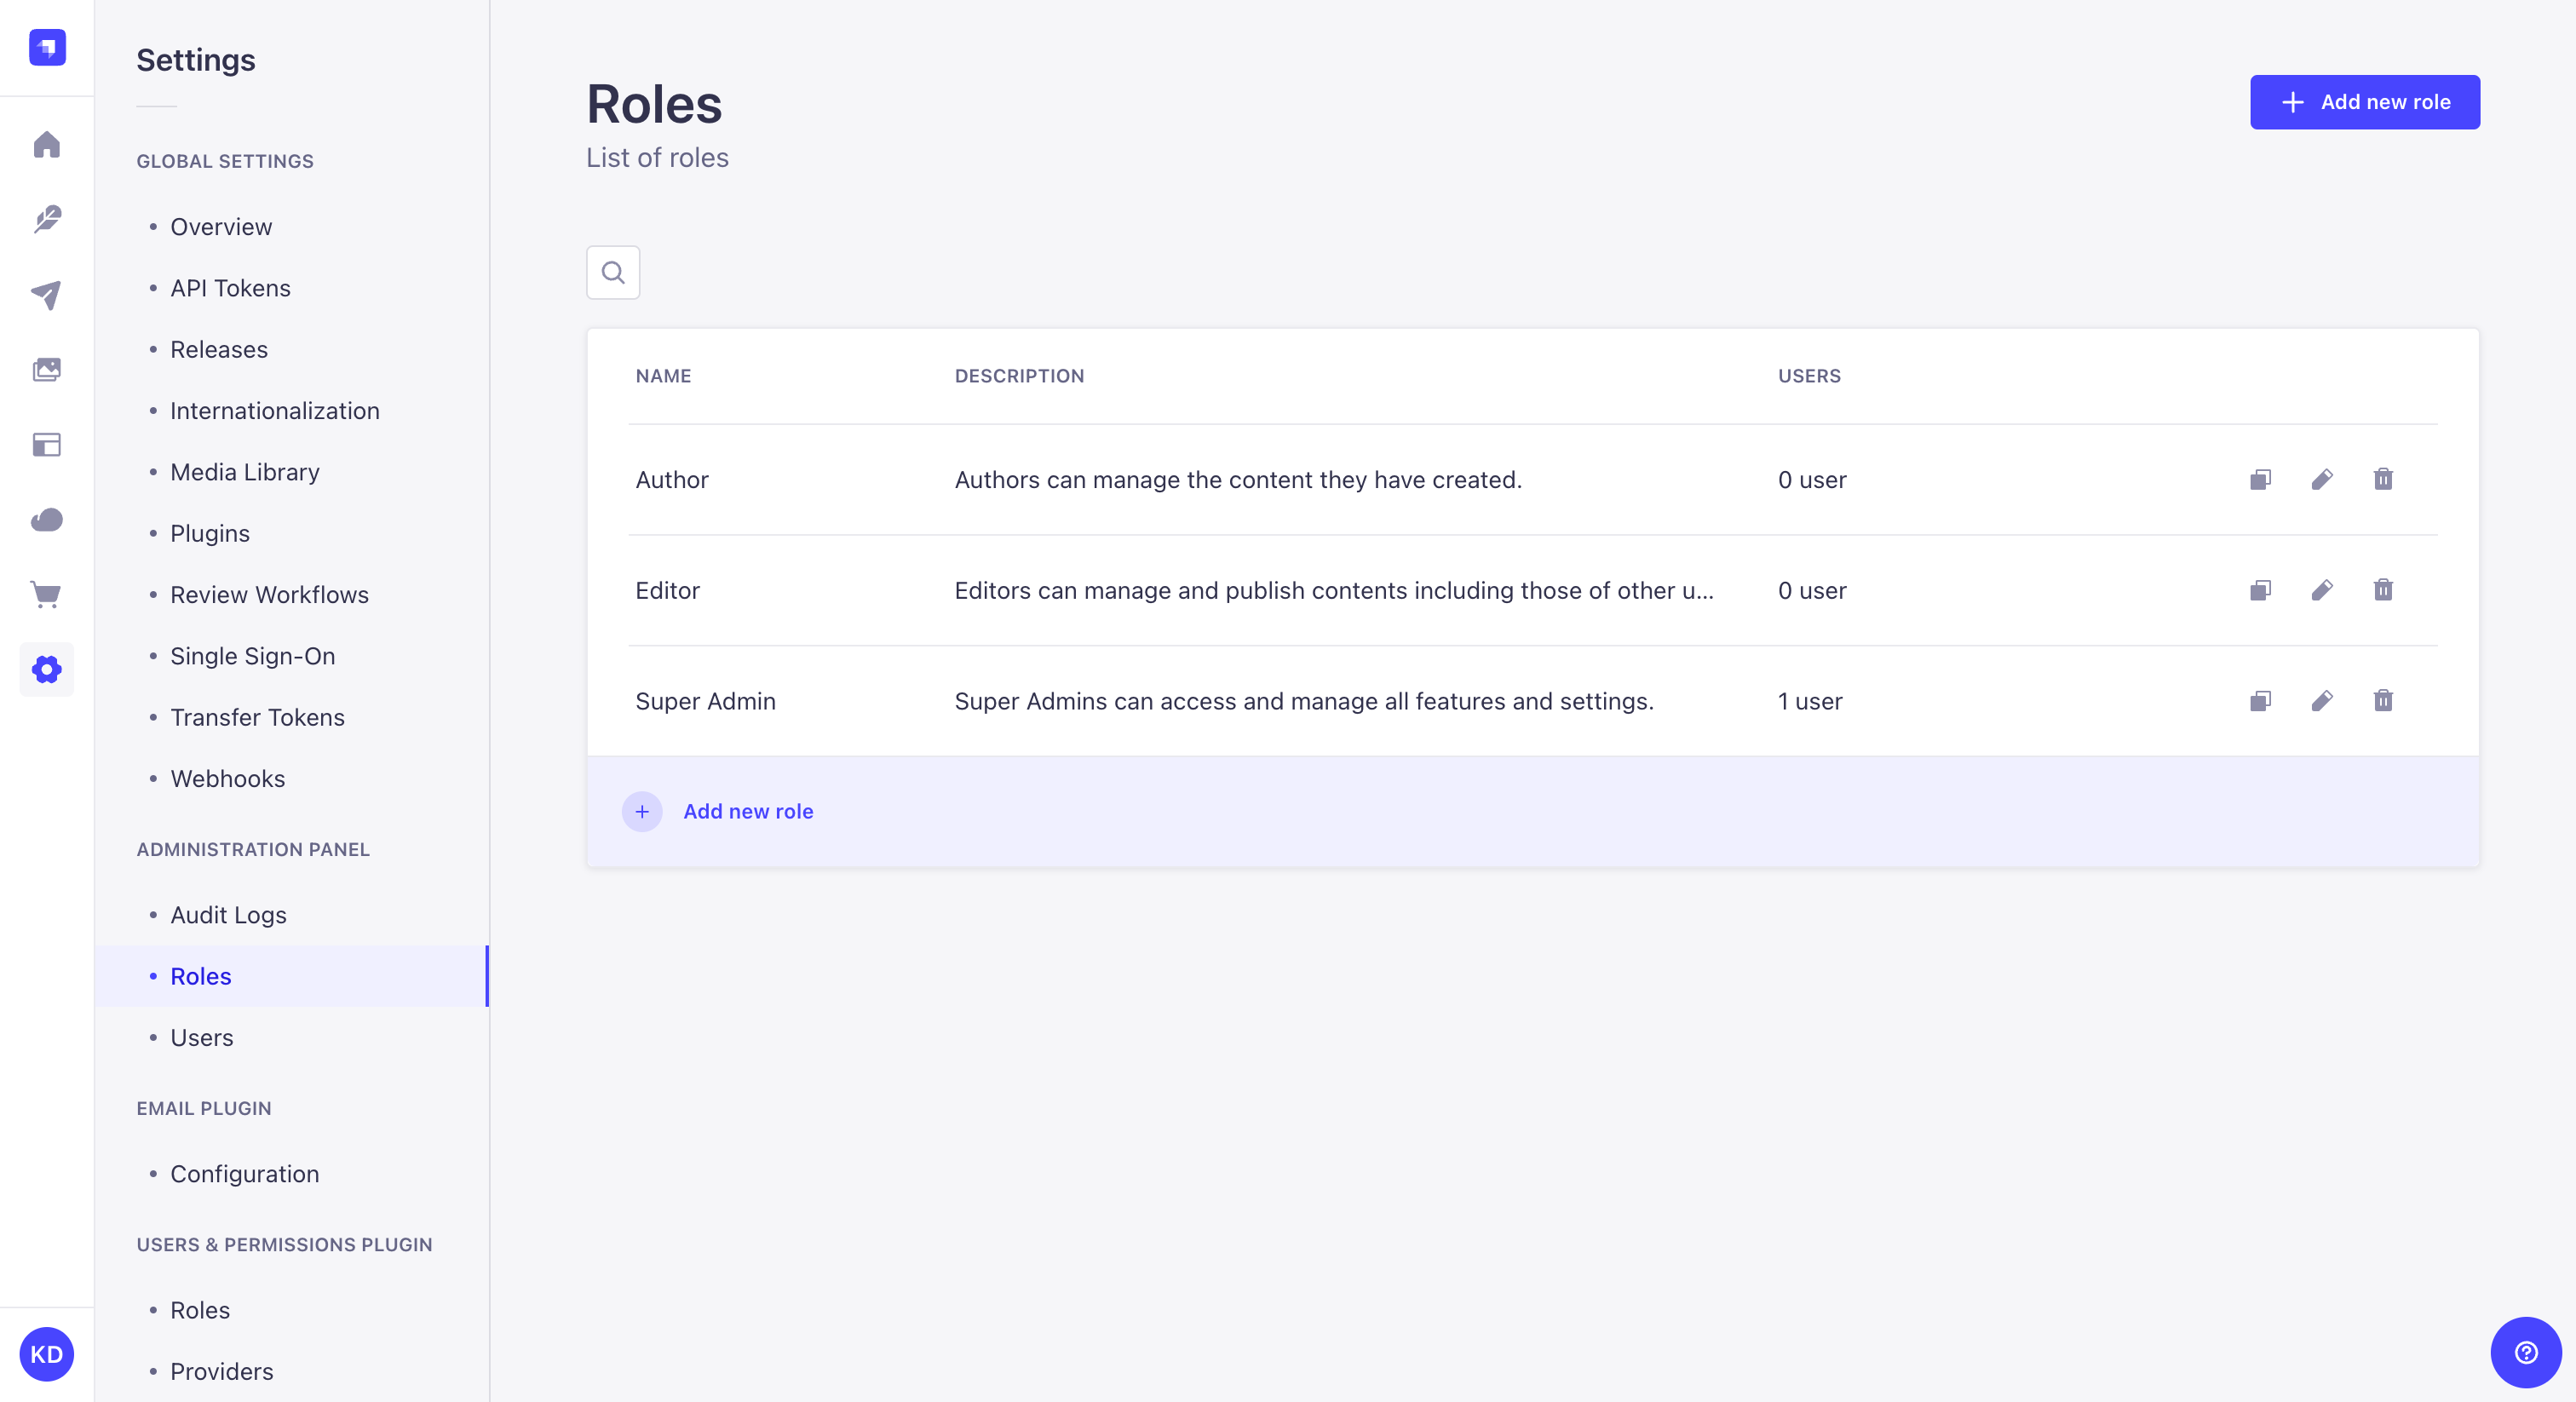 Settings
GLOBAL SETTINGS
Overview
API Tokens
Releases
Internationalization
Media Library
Plugins
Review Workflows
Single Sign-On
Transfer Tokens
Webhooks
ADMINISTRATION PANEL
Audit Logs
Roles
Users
EMAIL PLUGIN
Configuration
USERS & PERMISSIONS PLUGIN
Roles
Providers
KD
Roles
List of roles
Add new role
NAME DESCRIPTION USERS
Author Authors can manage the content they have created. 0 user
Editor Editors can manage and publish contents including those of other u... 0 user
Super Admin Super Admins can access and manage all features and settings. 1 user
Add new role